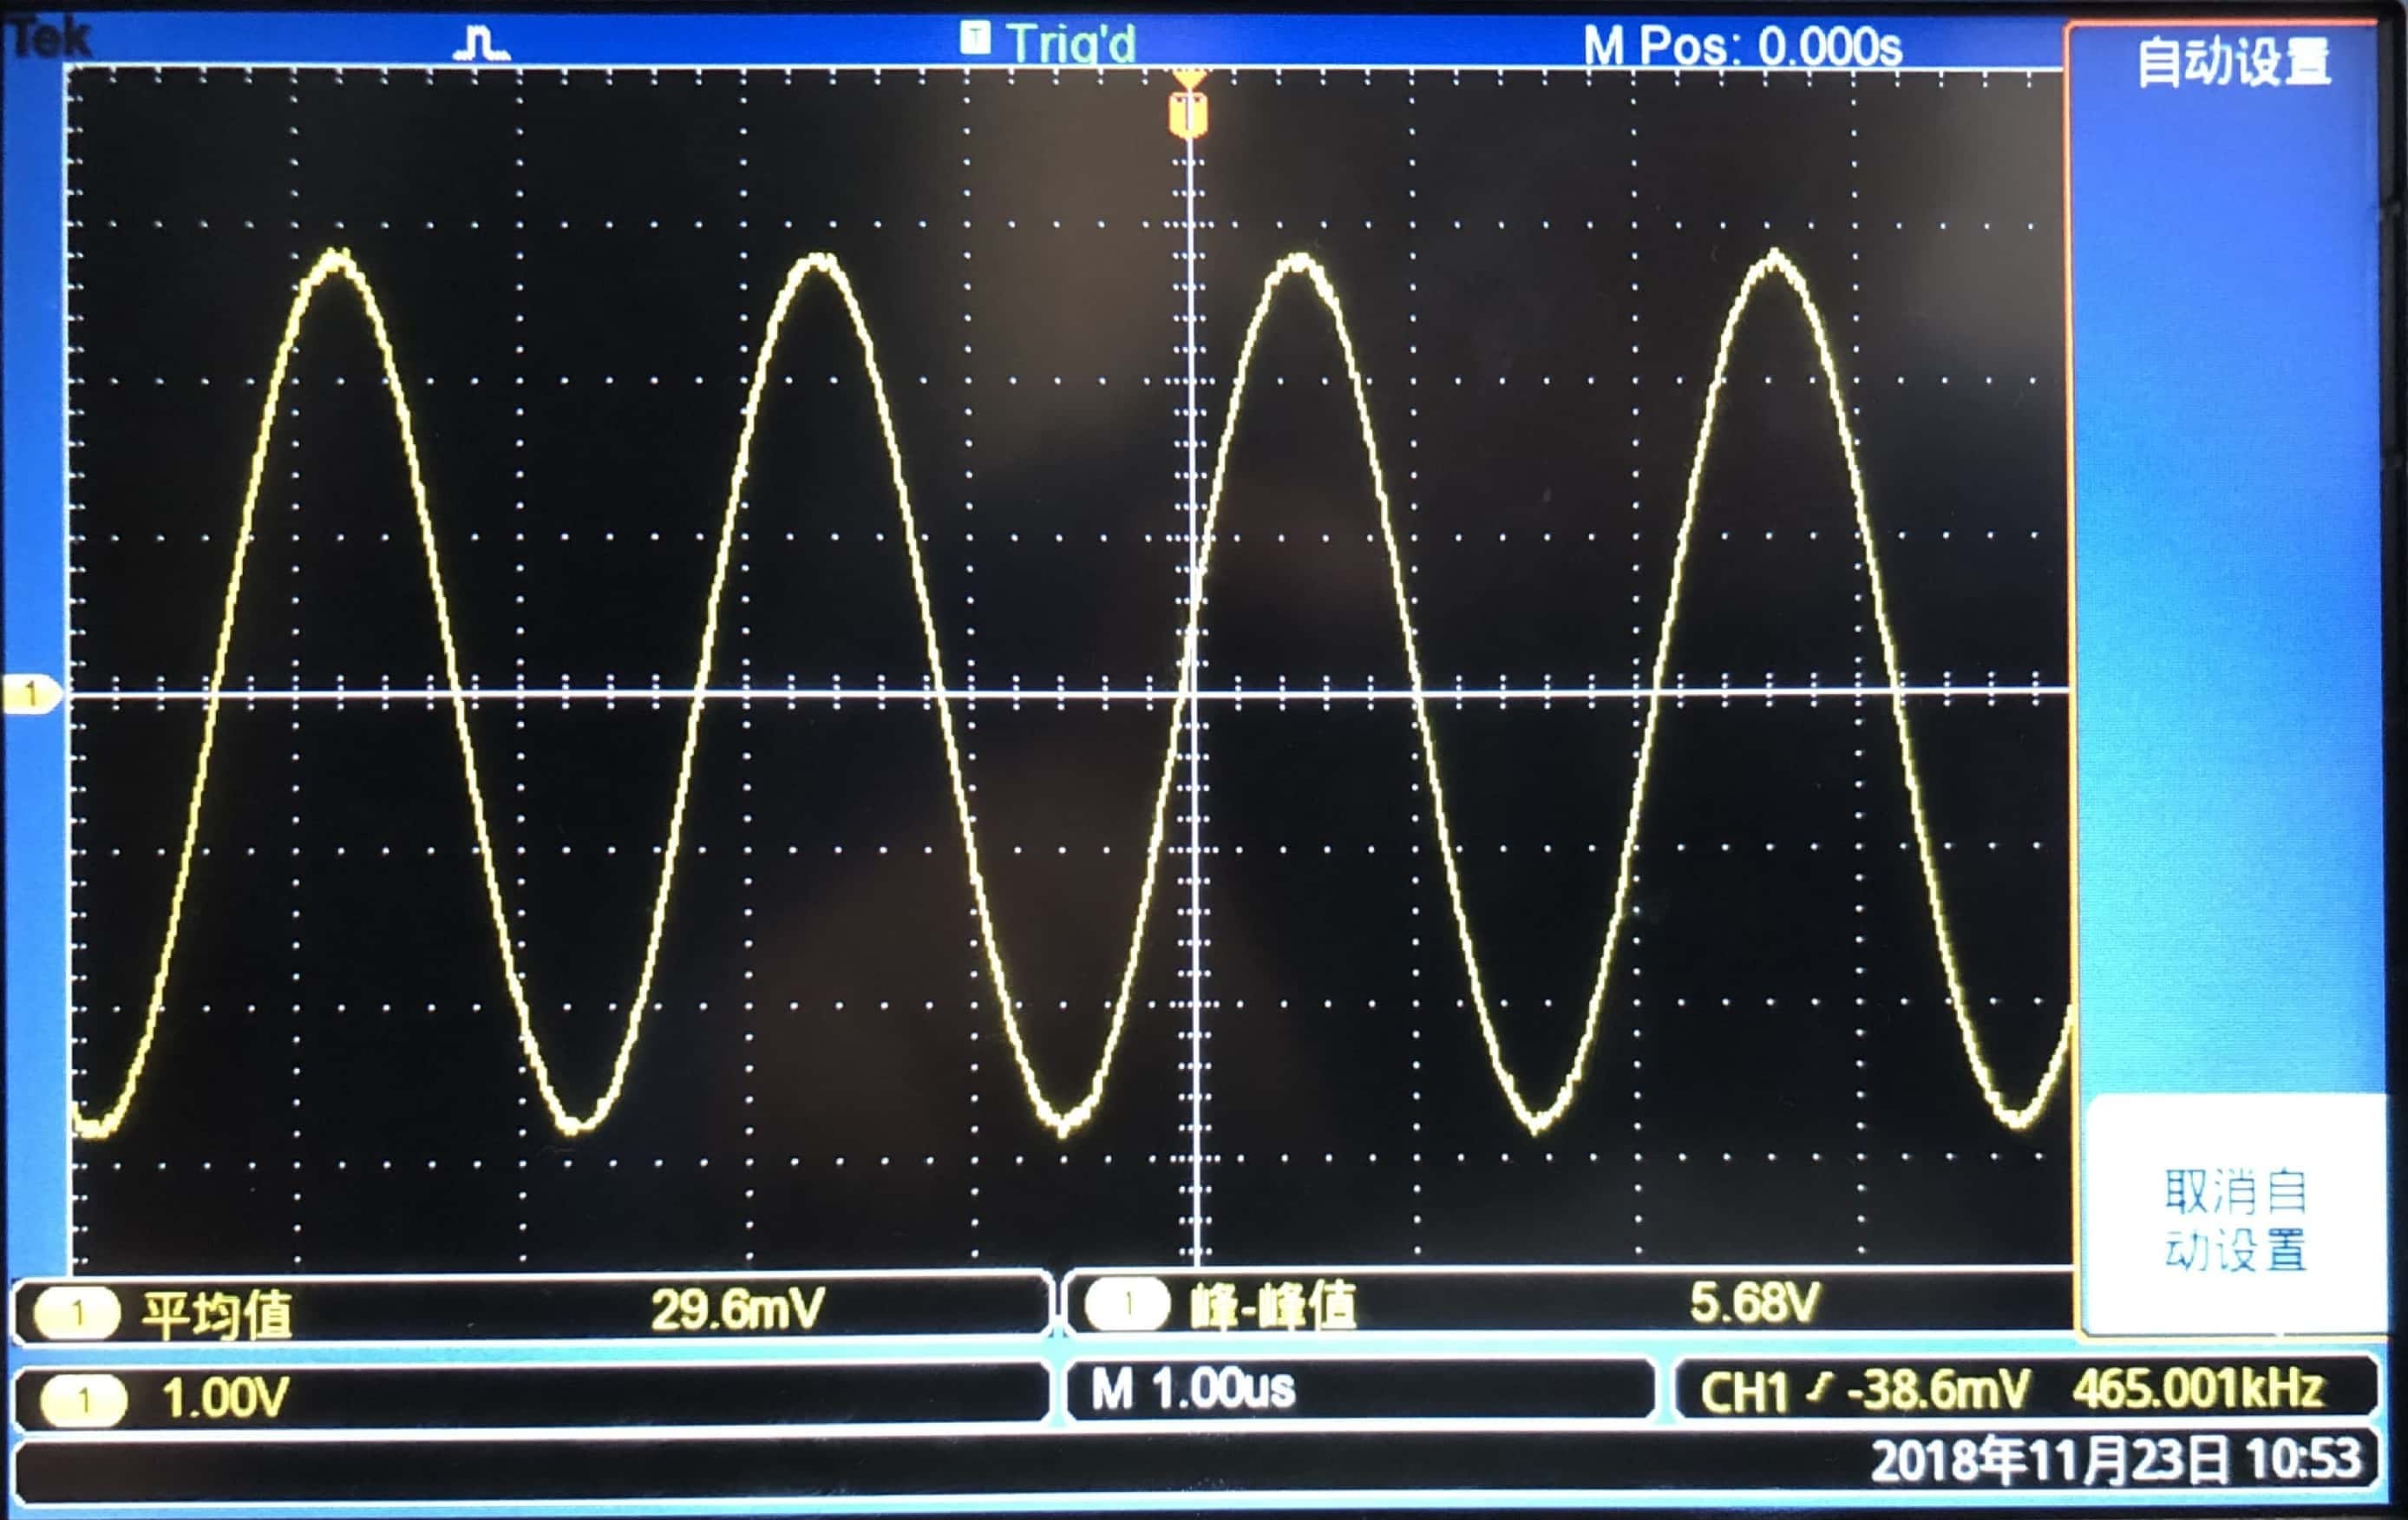 Tek
T Trig'd
M Pos: 0.000s
自动设置
T
1
取消自
动设置
1 平均值 29.6mV
1 峰-峰值 5.68V
1 1.00V
M 1.00us
CH1 -38.6mV 465.001kHz
2018年11月23日 10:53